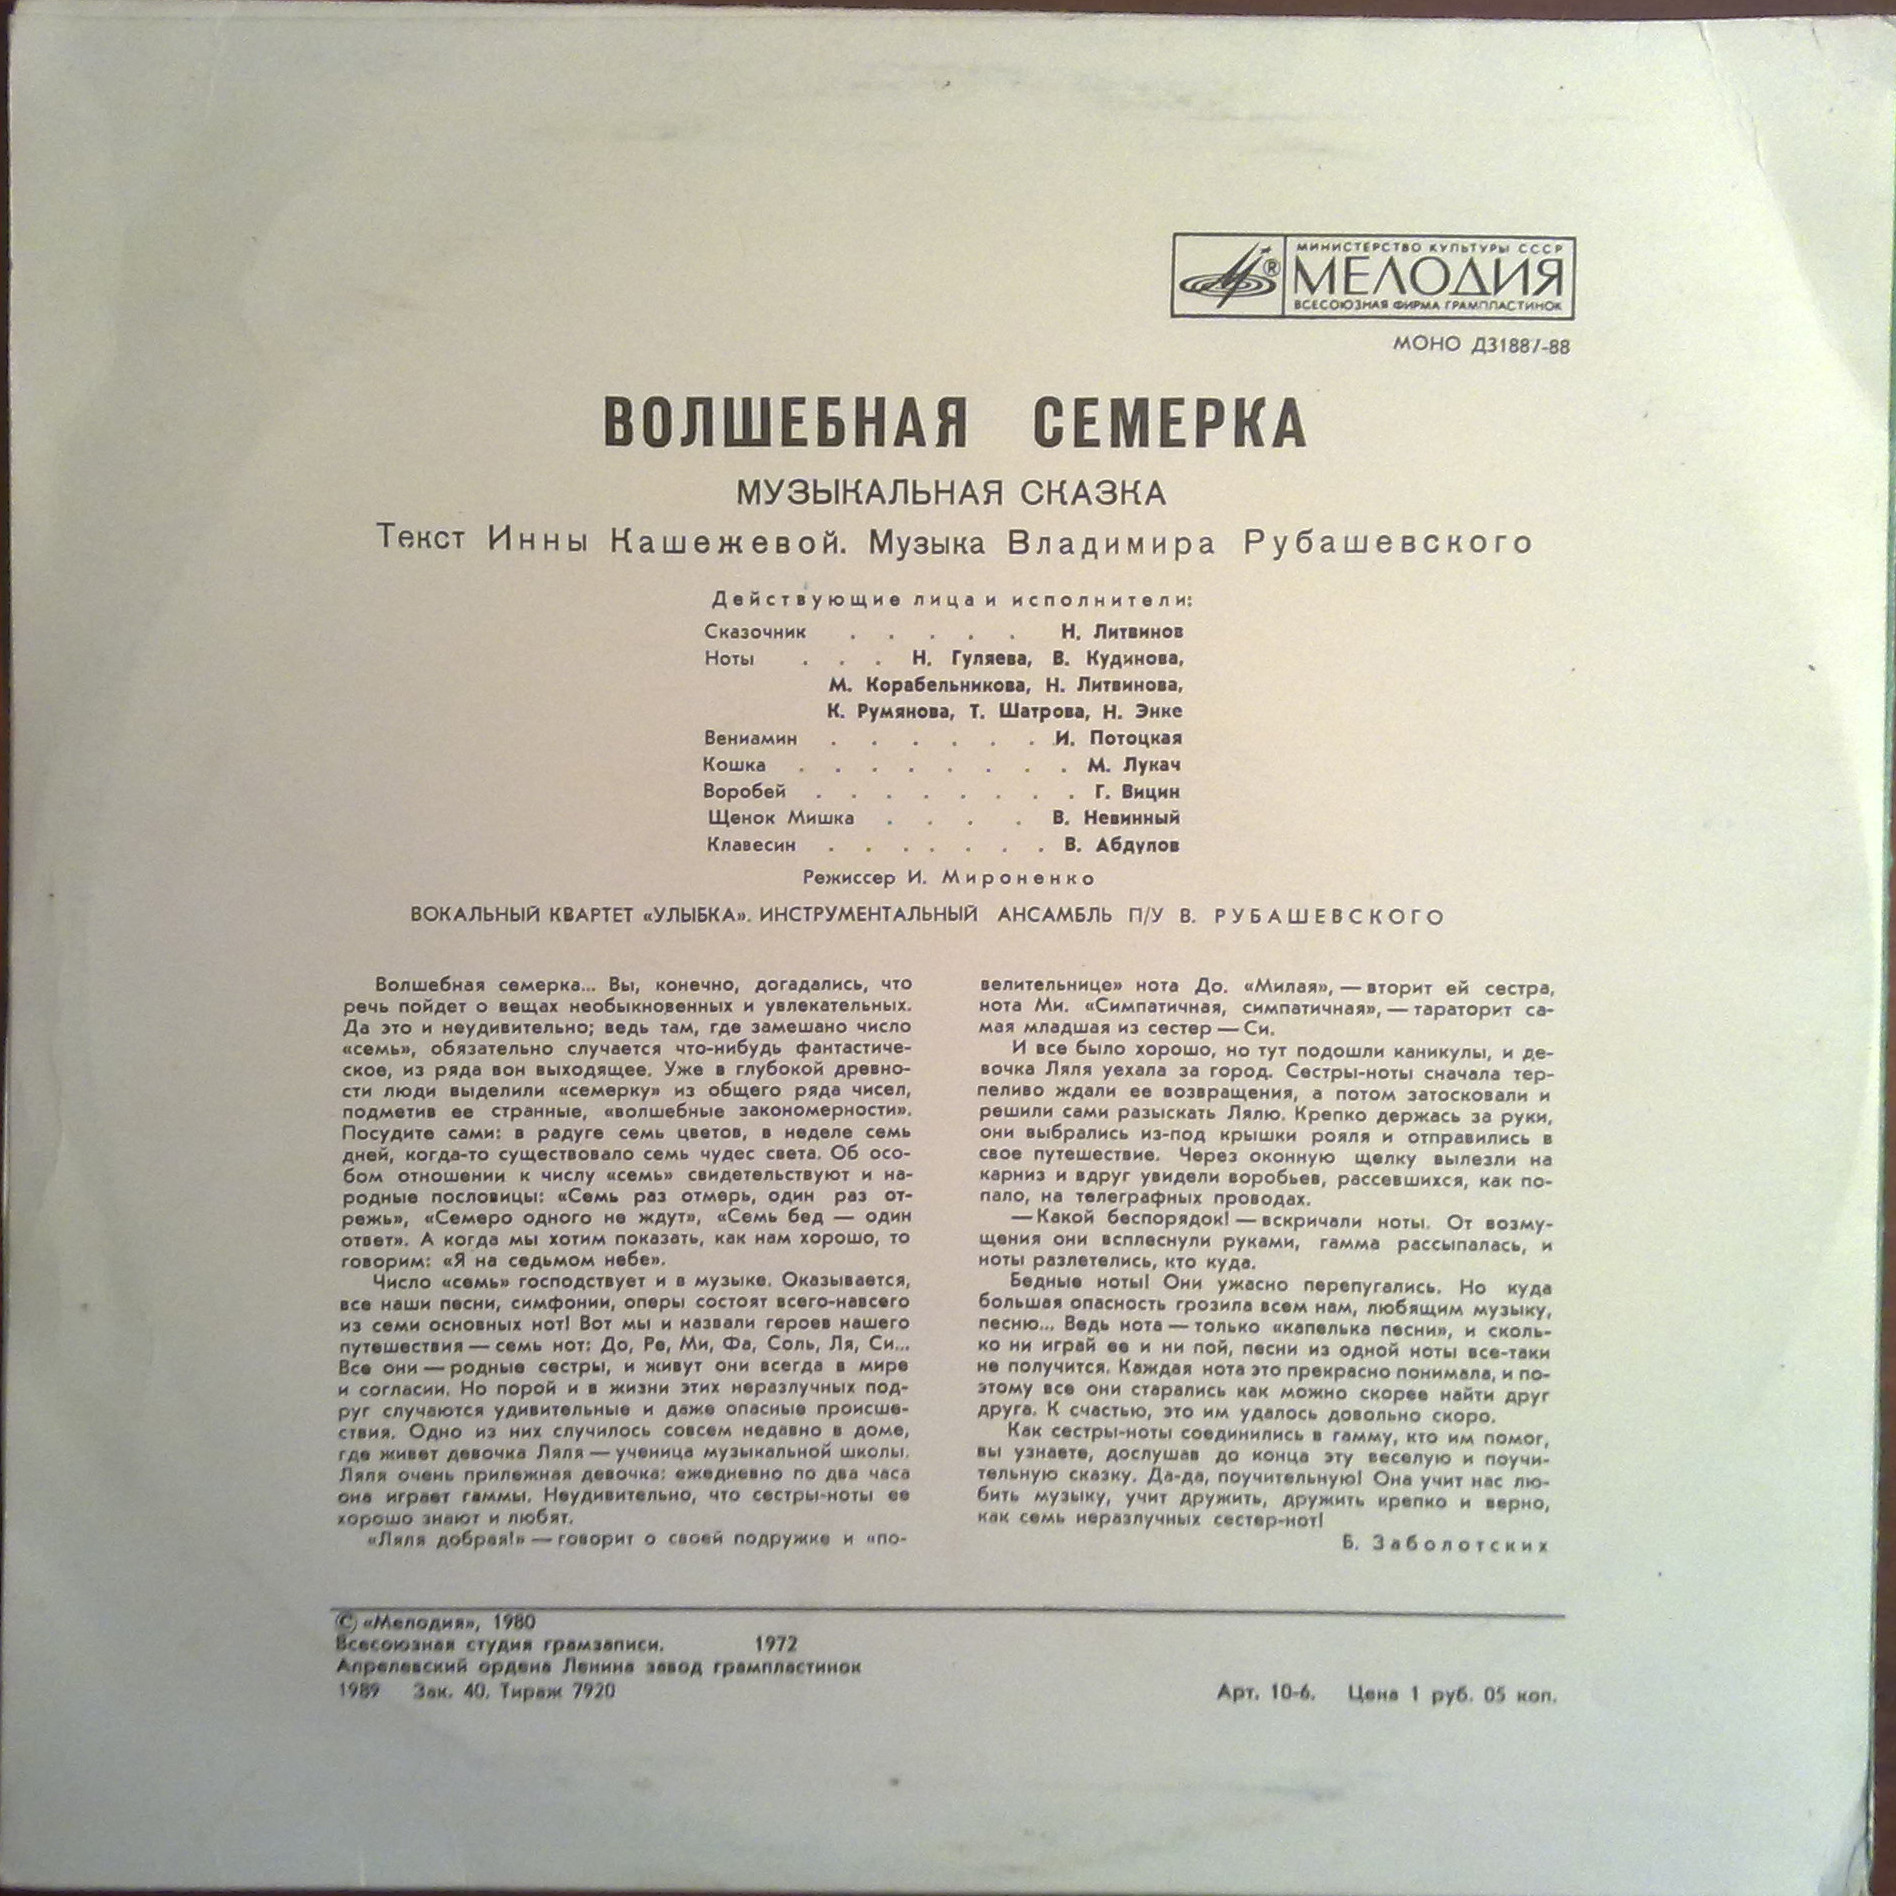 МИНИСТЕРСТВО КУЛЬТУРЫ СССР
МЕЛОДИЯ
ВСЕСОЮЗНАЯ ФИРМА ГРАМПЛАСТИНОК
МОНО Д31887-88
ВОЛШЕБНАЯ СЕМЕРКА
МУЗЫКАЛЬНАЯ СКАЗКА
Текст Инны Кашежевой. Музыка Владимира Рубашевского
Действующие лица и исполнители:
Сказочник . . . . . Н. Литвинов
Ноты . . . Н. Гуляева, В. Кудинова,
М. Корабельникова, Н. Литвинова,
К. Румянова, Т. Шатрова, Н. Энке
Вениамин . . . . . . И. Потоцкая
Кошка . . . . . . . . М. Лукач
Воробей . . . . . . . . Г. Вицин
Щенок Мишка . . . . В. Невинный
Клавесин . . . . . . . В. Абдулов
Режиссер И. Мироненко
ВОКАЛЬНЫЙ КВАРТЕТ «УЛЫБКА». ИНСТРУМЕНТАЛЬНЫЙ АНСАМБЛЬ П/У В. РУБАШЕВСКОГО
Волшебная семерка... Вы, конечно, догадались, что
речь пойдет о вещах необыкновенных и увлекательных.
Да это и неудивительно; ведь там, где замешано число
«семь», обязательно случается что-нибудь фантастиче-
ское, из ряда вон выходящее. Уже в глубокой древно-
сти люди выделили «семерку» из общего ряда чисел,
подметив ее странные, «волшебные закономерности».
Посудите сами: в радуге семь цветов, в неделе семь
дней, когда-то существовало семь чудес света. Об осо-
бом отношении к числу «семь» свидетельствуют и на-
родные пословицы: «Семь раз отмерь, один раз от-
режь», «Семеро одного не ждут», «Семь бед — один
ответ». А когда мы хотим показать, как нам хорошо, то
говорим: «Я на седьмом небе».
Число «семь» господствует и в музыке. Оказывается,
все наши песни, симфонии, оперы состоят всего-навсего
из семи основных нот! Вот мы и назвали героев нашего
путешествия — семь нот: До, Ре, Ми, Фа, Соль, Ля, Си...
Все они — родные сестры, и живут они всегда в мире
и согласии. Но порой и в жизни этих неразлучных под-
руг случаются удивительные и даже опасные происше-
ствия. Одно из них случилось совсем недавно в доме,
где живет девочка Ляля — ученица музыкальной школы.
Ляля очень прилежная девочка: ежедневно по два часа
она играет гаммы. Неудивительно, что сестры-ноты ее
хорошо знают и любят.
«Ляля добрая!» — говорит о своей подружке и «по-
велительнице» нота До. «Милая», — вторит ей сестра,
нота Ми. «Симпатичная, симпатичная», — тараторит са-
мая младшая из сестер — Си.
И все было хорошо, но тут подошли каникулы, и де-
вочка Ляля уехала за город. Сестры-ноты сначала тер-
пеливо ждали ее возвращения, а потом затосковали и
решили сами разыскать Лялю. Крепко держась за руки,
они выбрались из-под крышки рояля и отправились в
свое путешествие. Через оконную щелку вылезли на
карниз и вдруг увидели воробьев, рассевшихся, как по-
пало, на телеграфных проводах.
— Какой беспорядок! — вскричали ноты. От возму-
щения они всплеснули руками, гамма рассыпалась, и
ноты разлетелись, кто куда.
Бедные ноты! Они ужасно перепугались. Но куда
большая опасность грозила всем нам, любящим музыку,
песню... Ведь нота — только «капелька песни», и сколь-
ко ни играй ее и ни пой, песни из одной ноты все-таки
не получится. Каждая нота это прекрасно понимала, и по-
этому все они старались как можно скорее найти друг
друга. К счастью, это им удалось довольно скоро.
Как сестры-ноты соединились в гамму, кто им помог,
вы узнаете, дослушав до конца эту веселую и поучи-
тельную сказку. Да-да, поучительную! Она учит нас лю-
бить музыку, учит дружить, дружить крепко и верно,
как семь неразлучных сестер-нот!
Б. Заболотских
© «Мелодия», 1980
Всесоюзная студия грамзаписи. 1972
Апрелевский ордена Ленина завод грампластинок
1989 Зак. 40. Тираж 7920
Арт. 10-6. Цена 1 руб. 05 коп.